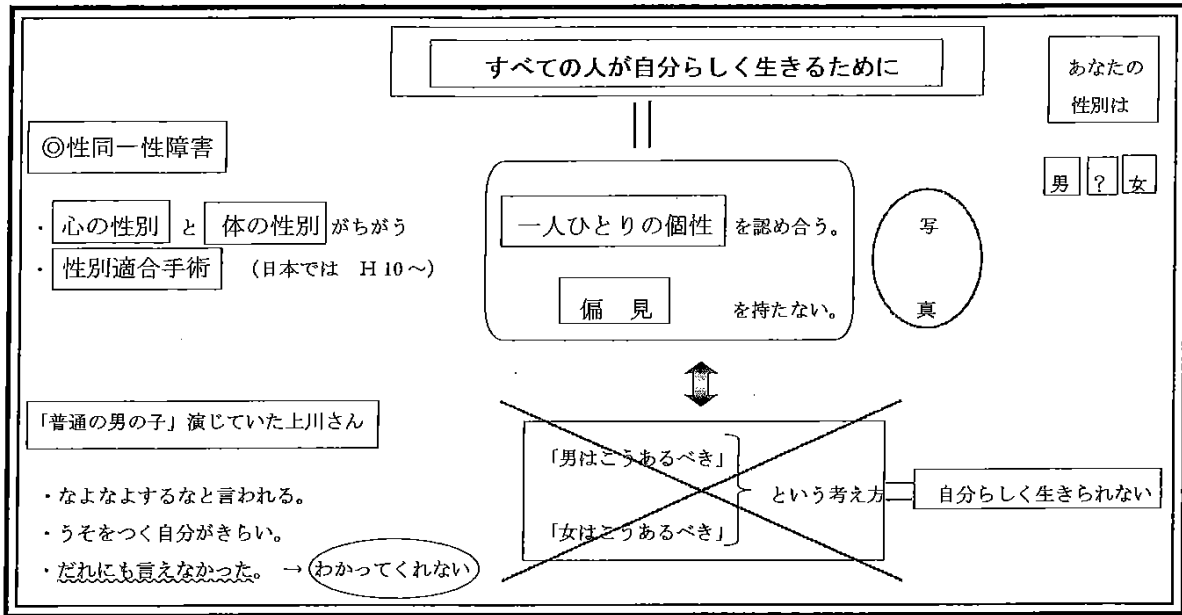 すべての人が自分らしく生きるために
あなたの
性別は
男 ? 女
◎性同一性障害
・心の性別 と 体の性別 がちがう
・性別適合手術 (日本では H10~)
一人ひとりの個性 を認め合う。
偏 見 を持たない。
写
真
「普通の男の子」演じていた上川さん
・なよなよするなと言われる。
・うそをつく自分がきらい。
・だれにも言えなかった。 → わかってくれない
「男はこうあるべき」
「女はこうあるべき」
という考え方
自分らしく生きられない